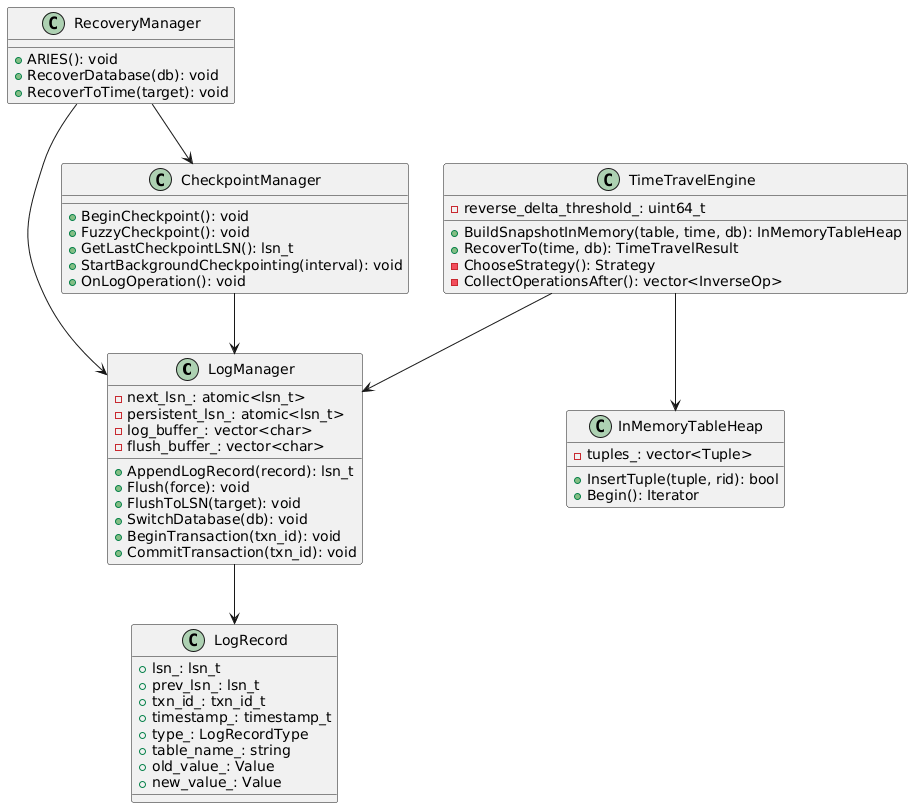 C RecoveryManager
ARIES(): void
RecoverDatabase(db): void
RecoverToTime(target): void
C CheckpointManager
BeginCheckpoint(): void
FuzzyCheckpoint(): void
GetLastCheckpointLSN(): lsn_t
StartBackgroundCheckpointing(interval): void
OnLogOperation(): void
C TimeTravelEngine
reverse_delta_threshold_: uint64_t
BuildSnapshotInMemory(table, time, db): InMemoryTableHeap
RecoverTo(time, db): TimeTravelResult
ChooseStrategy(): Strategy
CollectOperationsAfter(): vector<InverseOp>
C LogManager
next_lsn_: atomic<lsn_t>
persistent_lsn_: atomic<lsn_t>
log_buffer_: vector<char>
flush_buffer_: vector<char>
AppendLogRecord(record): lsn_t
Flush(force): void
FlushToLSN(target): void
SwitchDatabase(db): void
BeginTransaction(txn_id): void
CommitTransaction(txn_id): void
C InMemoryTableHeap
tuples_: vector<Tuple>
InsertTuple(tuple, rid): bool
Begin(): Iterator
C LogRecord
lsn_: lsn_t
prev_lsn_: lsn_t
txn_id_: txn_id_t
timestamp_: timestamp_t
type_: LogRecordType
table_name_: string
old_value_: Value
new_value_: Value